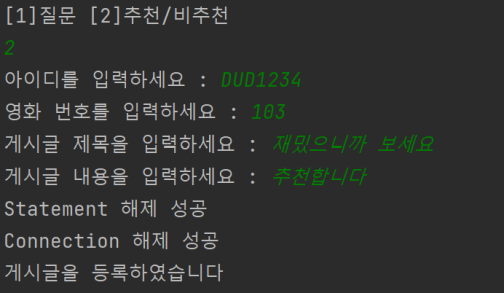 [1]질문 [2]추천/비추천
2
아이디를 입력하세요 : DUD1234
영화 번호를 입력하세요 : 103
게시글 제목을 입력하세요 : 재밌으니까 보세요
게시글 내용을 입력하세요 : 추천합니다
Statement 해제 성공
Connection 해제 성공
게시글을 등록하였습니다